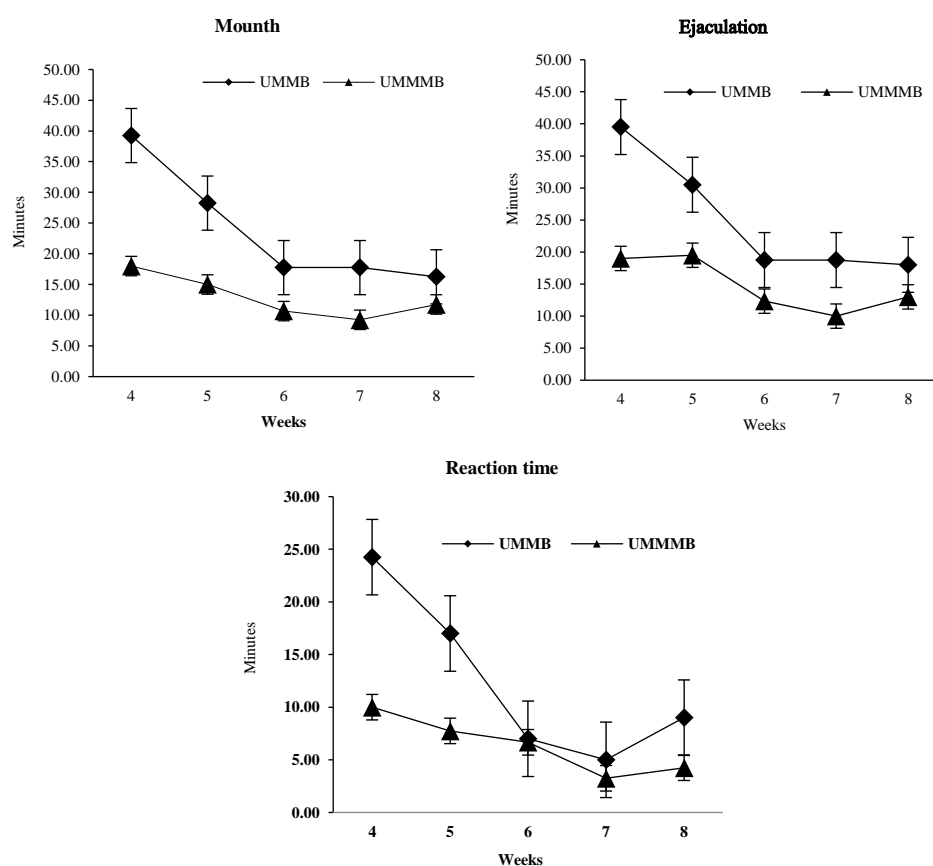 Mounth
50.00
45.00
40.00
35.00
30.00
25.00
20.00
15.00
10.00
5.00
0.00
Minutes
UMMB UMMMB
4 5 6 7 8
Weeks
Ejaculation
50.00
45.00
40.00
35.00
30.00
25.00
20.00
15.00
10.00
5.00
0.00
Minutes
UMMB UMMMB
4 5 6 7 8
Weeks
Reaction time
30.00
25.00
20.00
15.00
10.00
5.00
0.00
Minutes
UMMB UMMMB
4 5 6 7 8
Weeks